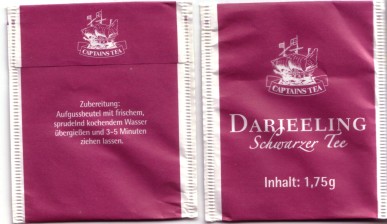 CAPTAINS TEA
Zubereitung:
Aufgussbeutel mit frischem,
sprudelnd kochendem Wasser
übergießen und 3-5 Minuten
ziehen lassen.
CAPTAINS TEA
DARJEELING
Schwarzer Tee
Inhalt: 1,75g